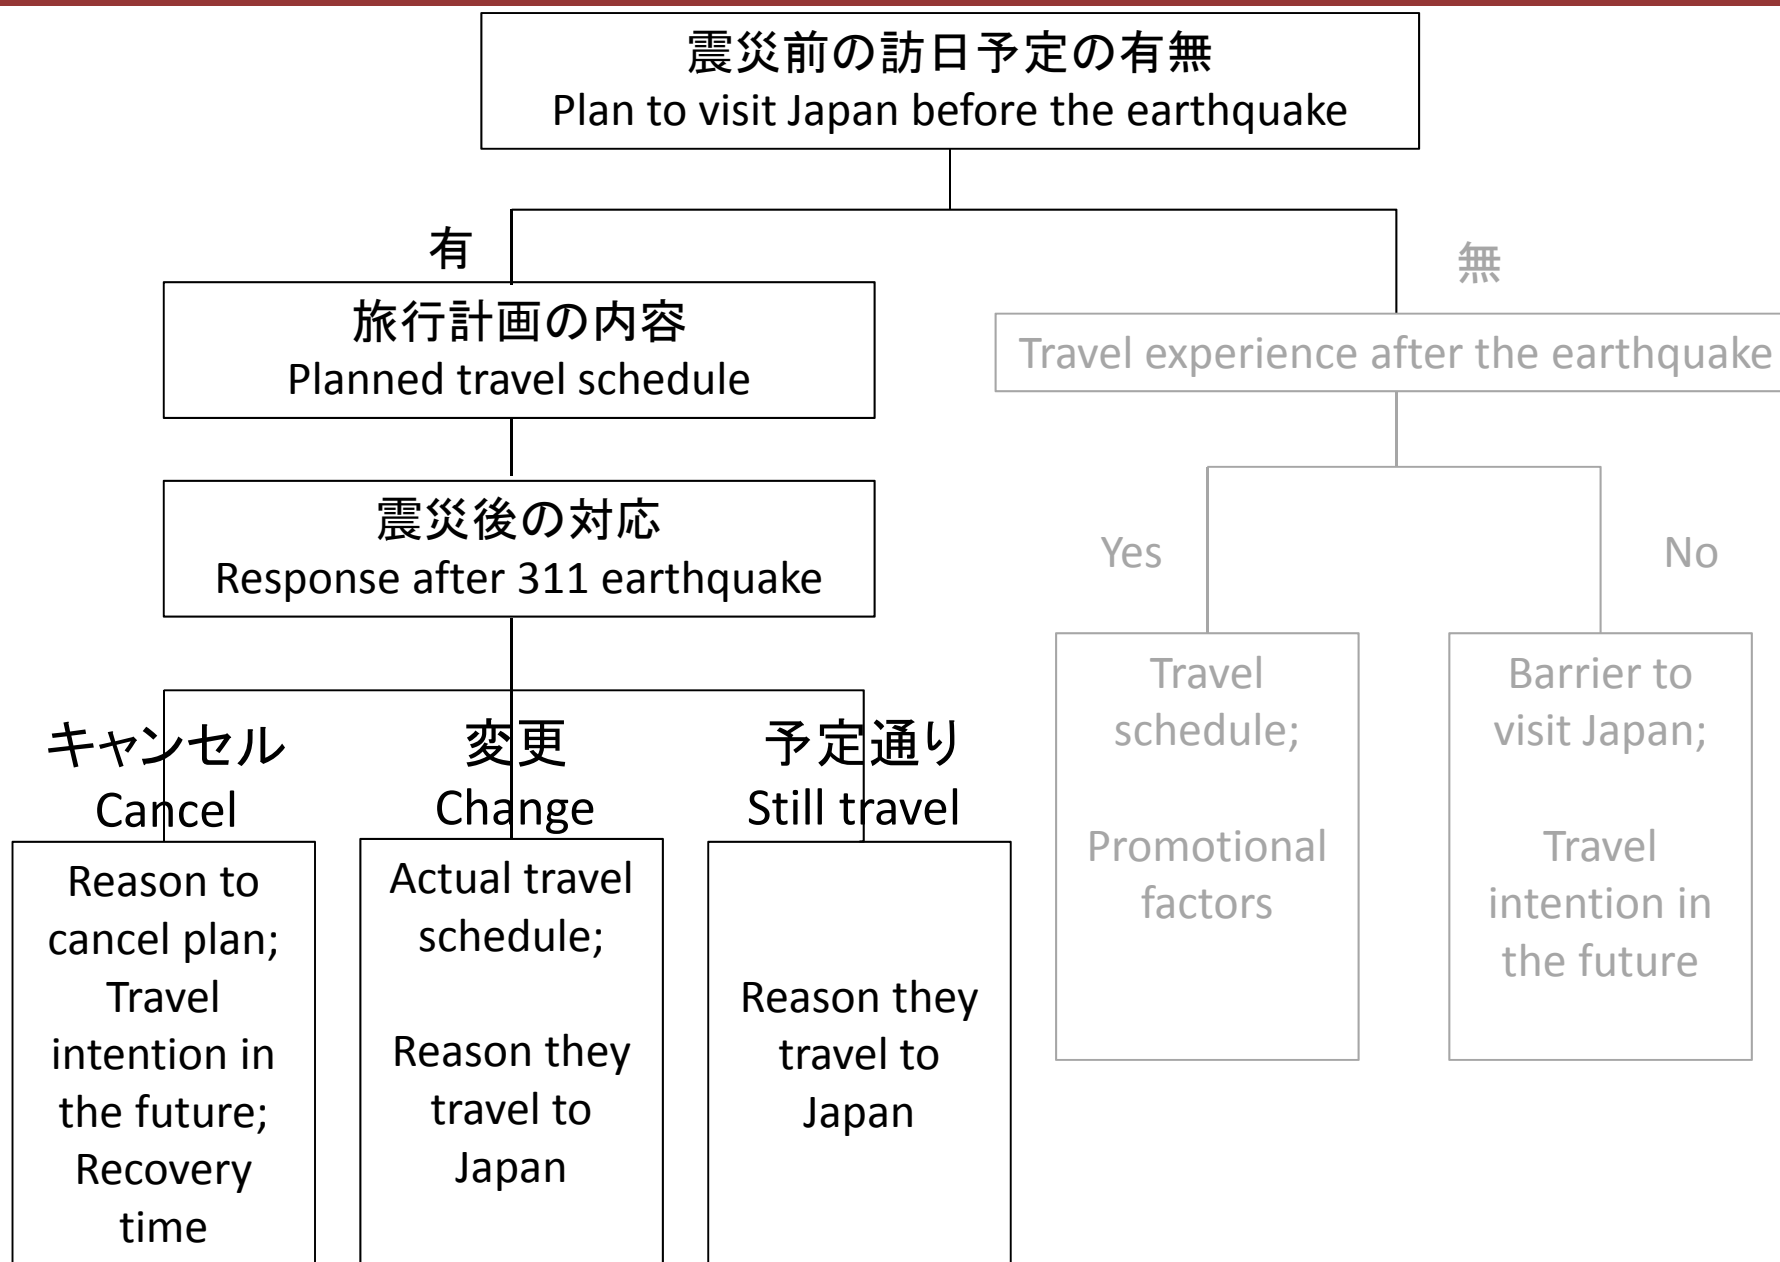 震災前の訪日予定の有無
Plan to visit Japan before the earthquake
有
無
旅行計画の内容
Planned travel schedule
Travel experience after the earthquake
震災後の対応
Response after 311 earthquake
Yes
No
キャンセル
Cancel
変更
Change
予定通り
Still travel
Reason to
cancel plan;
Travel
intention in
the future;
Recovery
time
Actual travel
schedule;
Reason they
travel to
Japan
Reason they
travel to
Japan
Travel
schedule;
Promotional
factors
Barrier to
visit Japan;
Travel
intention in
the future